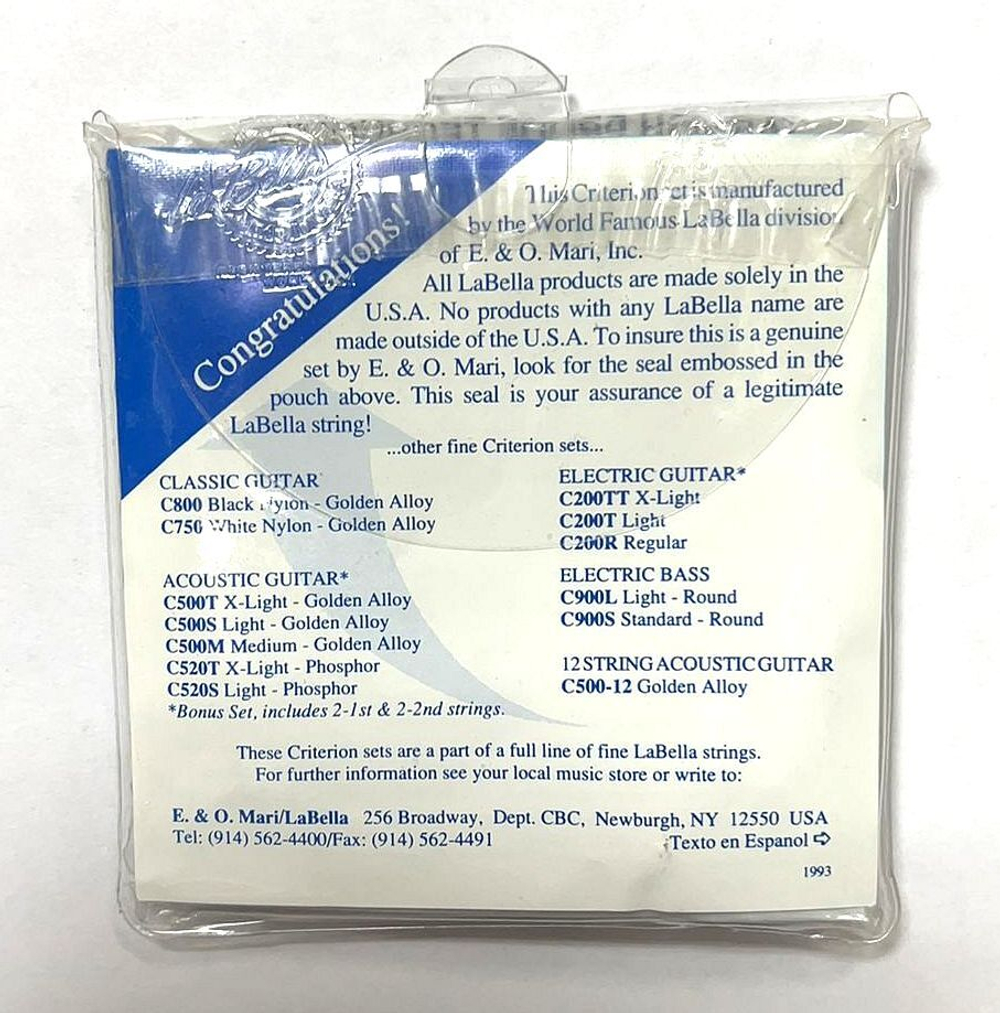 Congratulations!
This Criterion set is manufactured
by the World Famous LaBella division
of E. & O. Mari, Inc.
All LaBella products are made solely in the
U.S.A. No products with any LaBella name are
made outside of the U.S.A. To insure this is a genuine
set by E. & O. Mari, look for the seal embossed in the
pouch above. This seal is your assurance of a legitimate
LaBella string!
...other fine Criterion sets...
CLASSIC GUITAR
C800 Black Nylon - Golden Alloy
C750 White Nylon - Golden Alloy
ACOUSTIC GUITAR*
C500T X-Light - Golden Alloy
C500S Light - Golden Alloy
C500M Medium - Golden Alloy
C520T X-Light - Phosphor
C520S Light - Phosphor
*Bonus Set, includes 2-1st & 2-2nd strings.
ELECTRIC GUITAR*
C200TT X-Light
C200T Light
C200R Regular
ELECTRIC BASS
C900L Light - Round
C900S Standard - Round
12 STRING ACOUSTIC GUITAR
C500-12 Golden Alloy
These Criterion sets are a part of a full line of fine LaBella strings.
For further information see your local music store or write to:
E. & O. Mari/LaBella 256 Broadway, Dept. CBC, Newburgh, NY 12550 USA
Tel: (914) 562-4400/Fax: (914) 562-4491
Texto en Espanol ⇨
1993